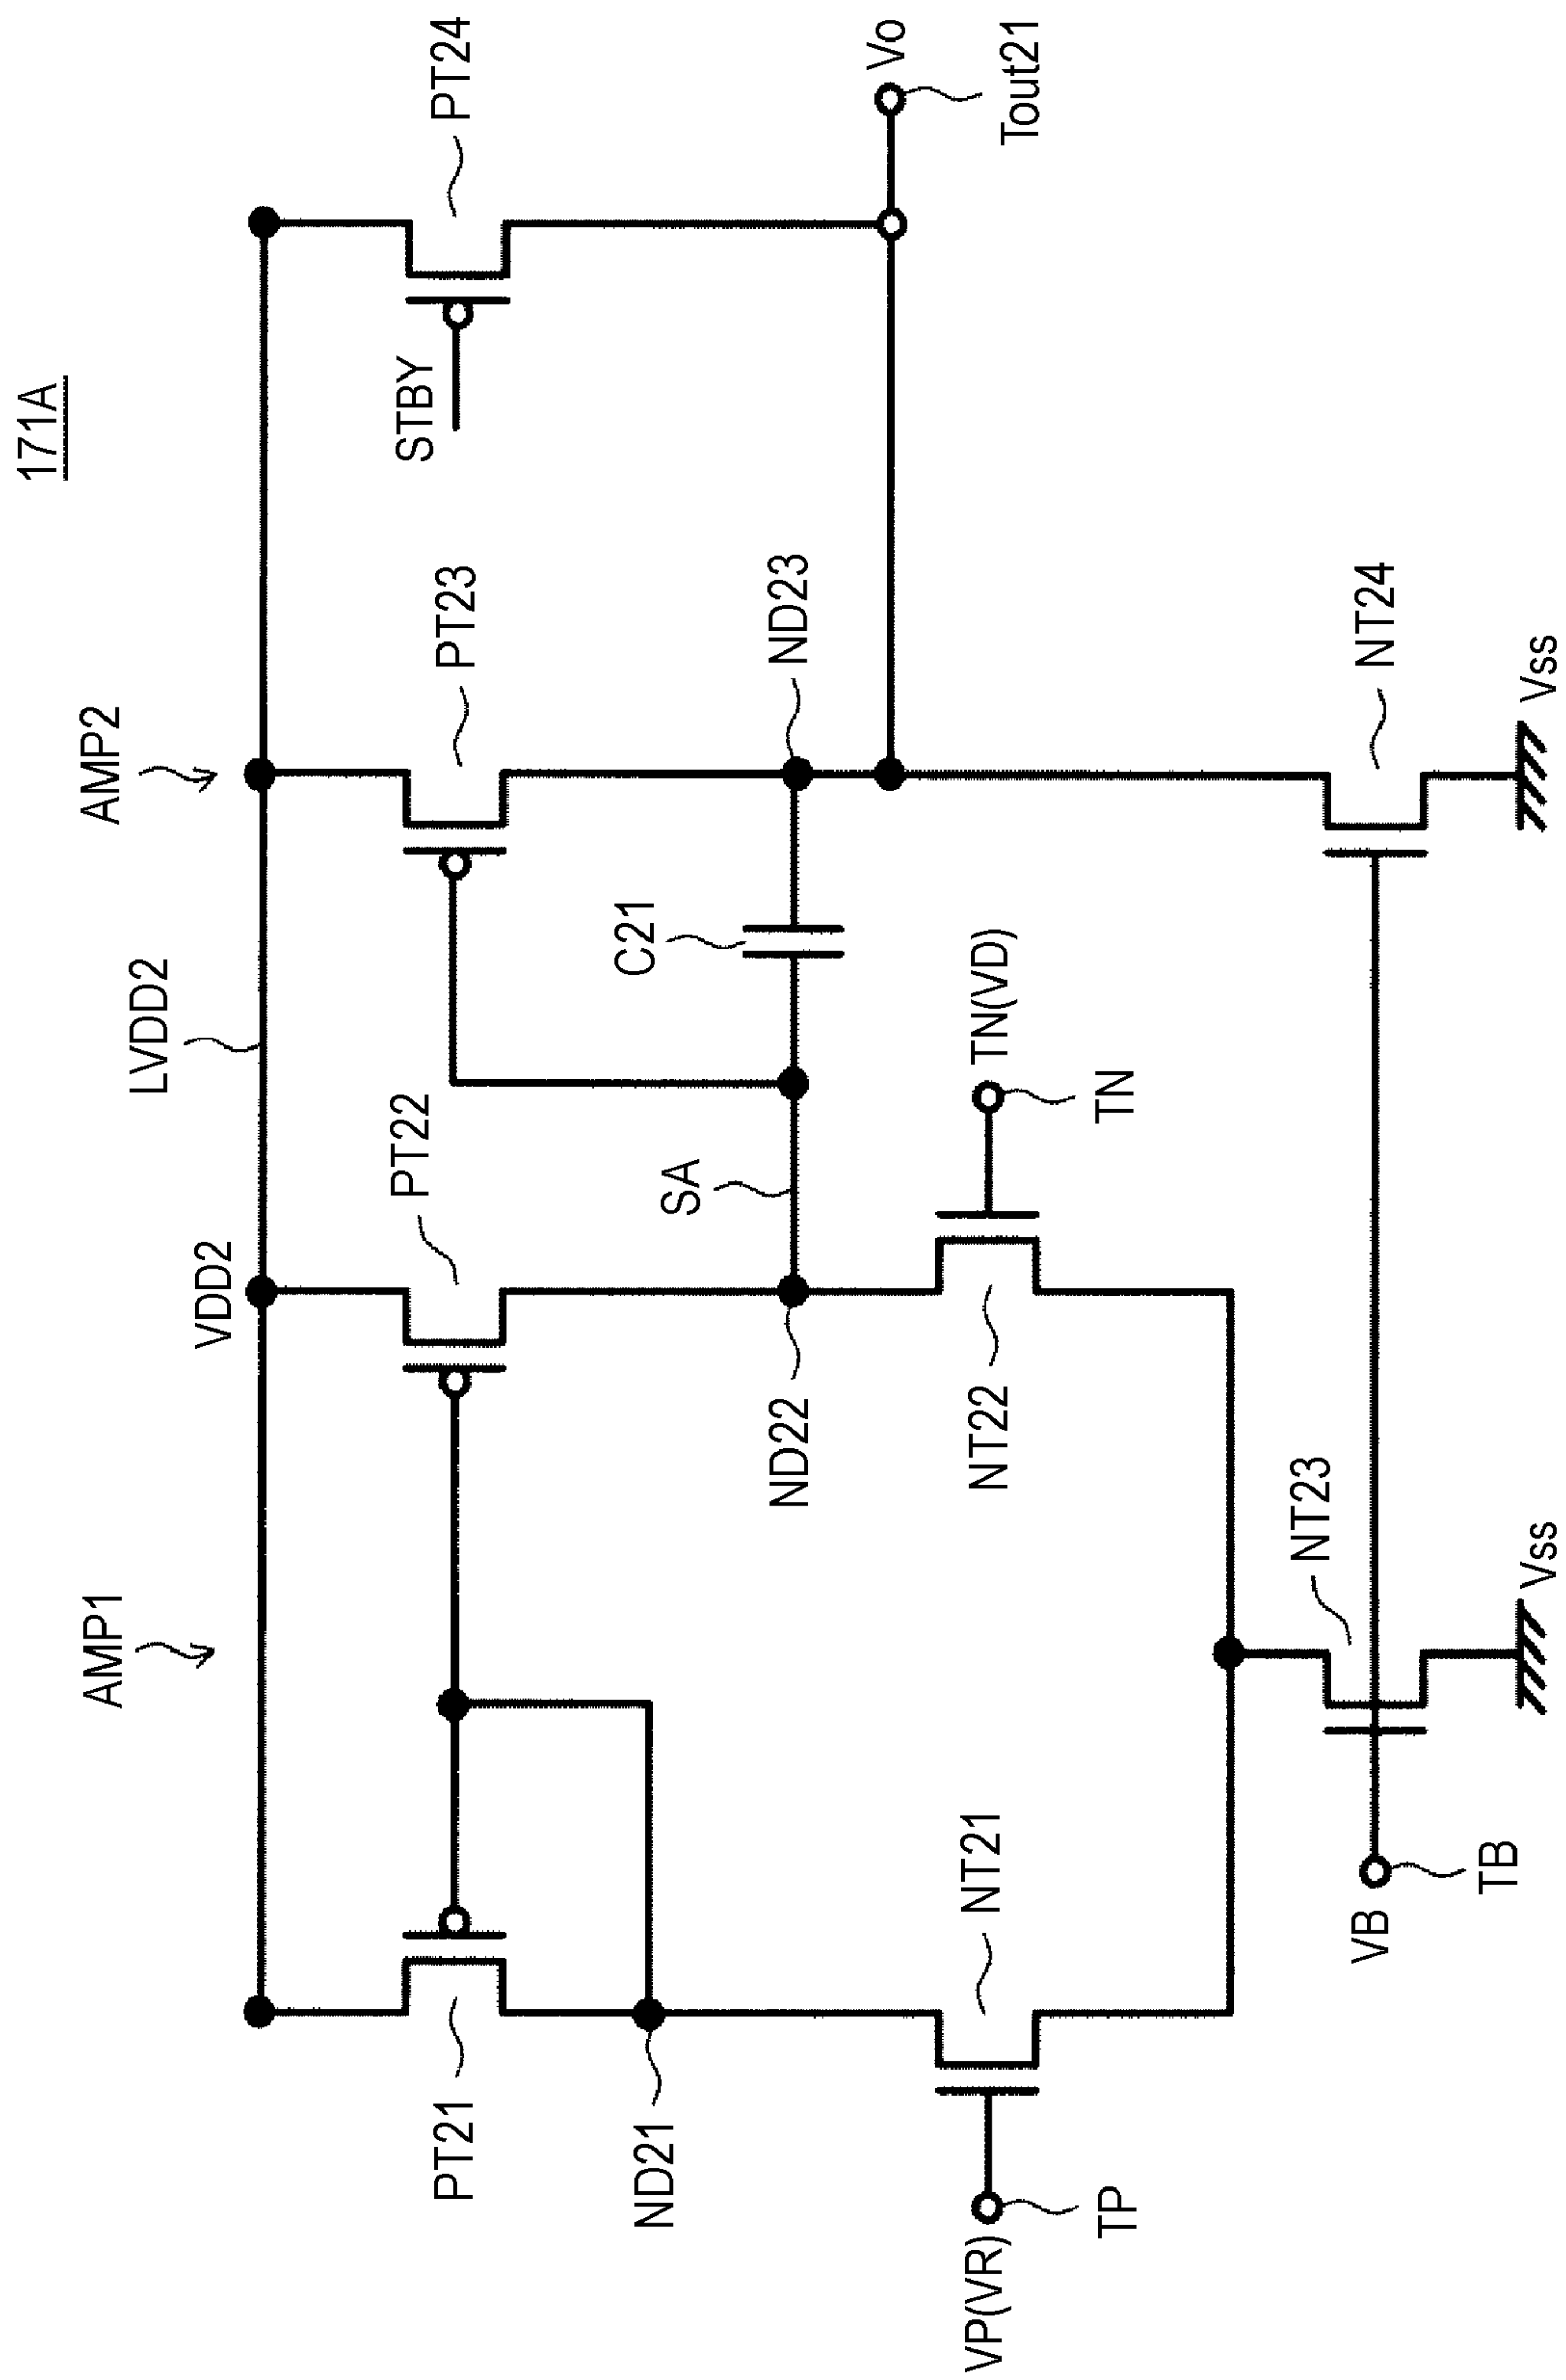 171A
AMP1
AMP2
LVDD2
VDD2
PT21
PT22
PT23
PT24
STBY
ND21
ND22
SA
C21
ND23
Vo
Tout21
VP(VR)
TP
NT21
NT22
TN(VD)
TN
VB
TB
NT23
NT24
Vss
Vss